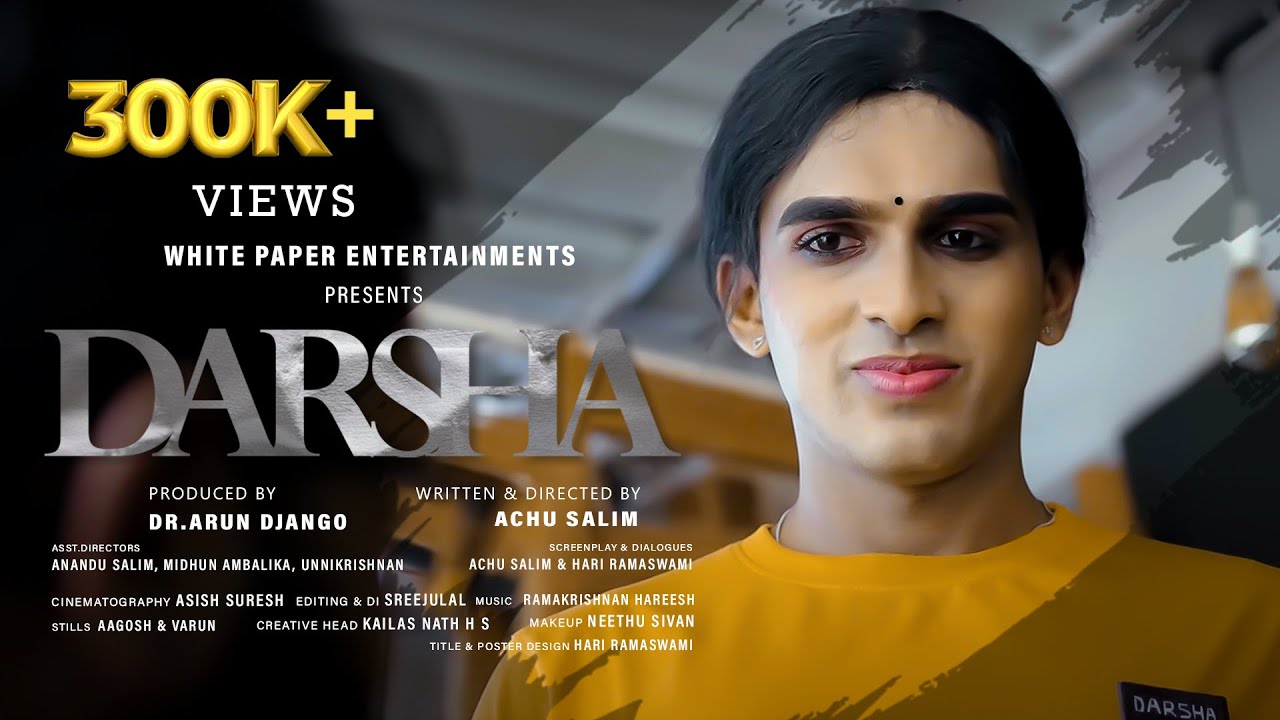 300K+
VIEWS
WHITE PAPER ENTERTAINMENTS
PRESENTS
DARSHA
PRODUCED BY
DR.ARUN DJANGO
WRITTEN & DIRECTED BY
ACHU SALIM
ASST.DIRECTORS
ANANDU SALIM, MIDHUN AMBALIKA, UNNIKRISHNAN
SCREENPLAY & DIALOGUES
ACHU SALIM & HARI RAMASWAMI
CINEMATOGRAPHY ASISH SURESH EDITING & DI SREEJULAL MUSIC RAMAKRISHNAN HAREESH
STILLS AAGOSH & VARUN CREATIVE HEAD KAILAS NATH H S MAKEUP NEETHU SIVAN
TITLE & POSTER DESIGN HARI RAMASWAMI
DARSHA